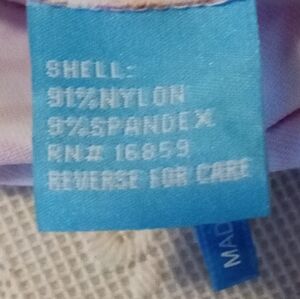 SHELL:
91%NYLON
9%SPANDEX
RN# 16859
REVERSE FOR CARE
MAD